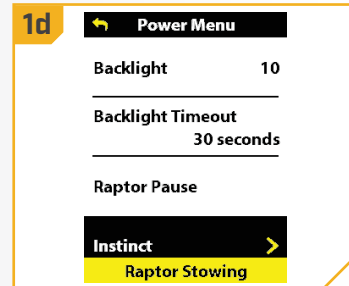 1d
Power Menu
Backlight 10
Backlight Timeout
30 seconds
Raptor Pause
Instinct
Raptor Stowing